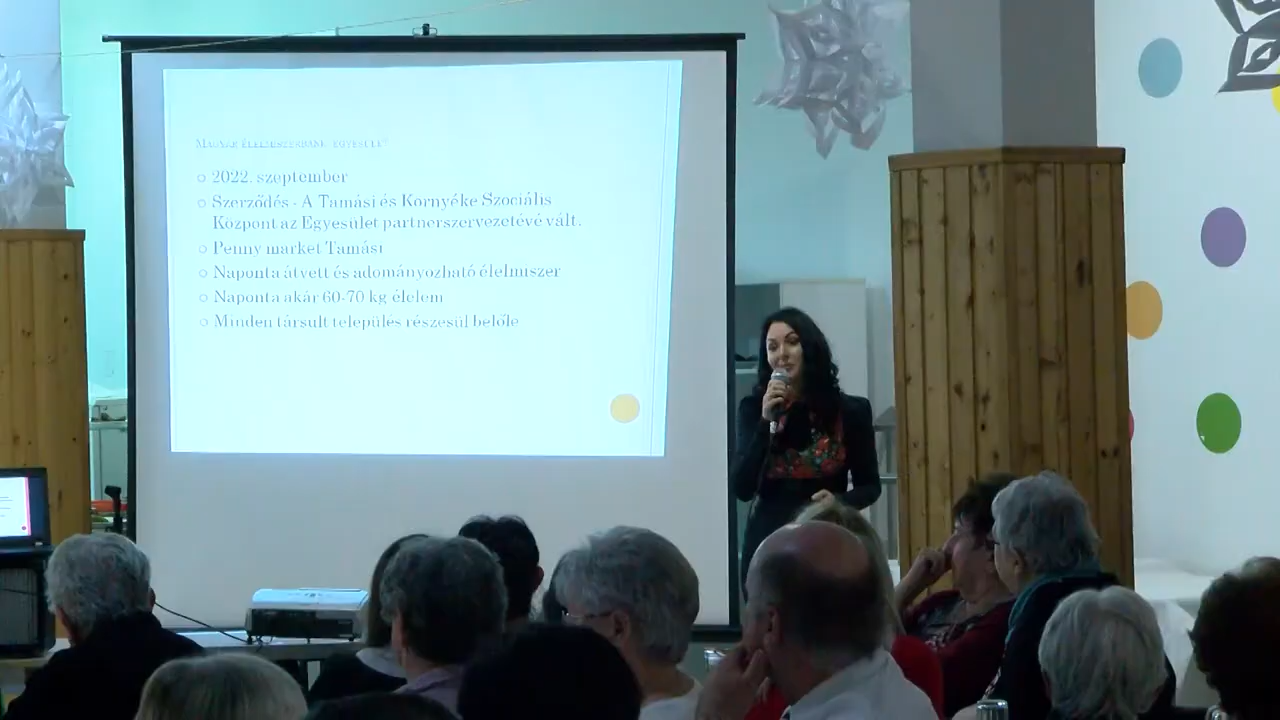 Magyar Élelmiszerbank Egyesület
2022. szeptember
Szerződés - A Tamási és Környéke Szociális
Központ az Egyesület partnerszervezetévé vált.
Penny market Tamási
Naponta átvett és adományozható élelmiszer
Naponta akár 60-70 kg élelem
Minden társult település részesül belőle